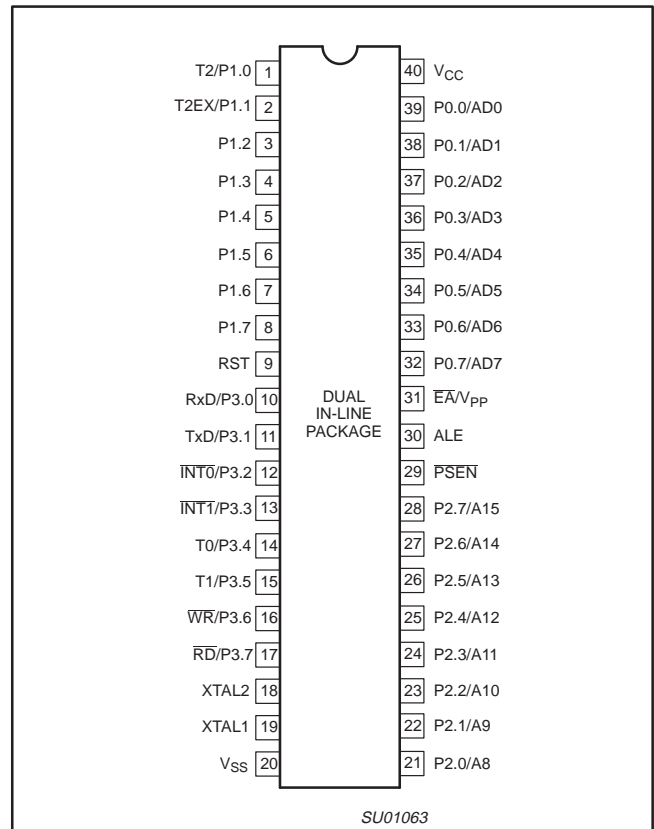 T2/P1.0 1
T2EX/P1.1 2
P1.2 3
P1.3 4
P1.4 5
P1.5 6
P1.6 7
P1.7 8
RST 9
RxD/P3.0 10
TxD/P3.1 11
I̅N̅T̅0̅/P3.2 12
I̅N̅T̅1̅/P3.3 13
T0/P3.4 14
T1/P3.5 15
W̅R̅/P3.6 16
R̅D̅/P3.7 17
XTAL2 18
XTAL1 19
VSS 20
DUAL
IN-LINE
PACKAGE
40 VCC
39 P0.0/AD0
38 P0.1/AD1
37 P0.2/AD2
36 P0.3/AD3
35 P0.4/AD4
34 P0.5/AD5
33 P0.6/AD6
32 P0.7/AD7
31 E̅A̅/VPP
30 ALE
29 P̅S̅E̅N̅
28 P2.7/A15
27 P2.6/A14
26 P2.5/A13
25 P2.4/A12
24 P2.3/A11
23 P2.2/A10
22 P2.1/A9
21 P2.0/A8
SU01063